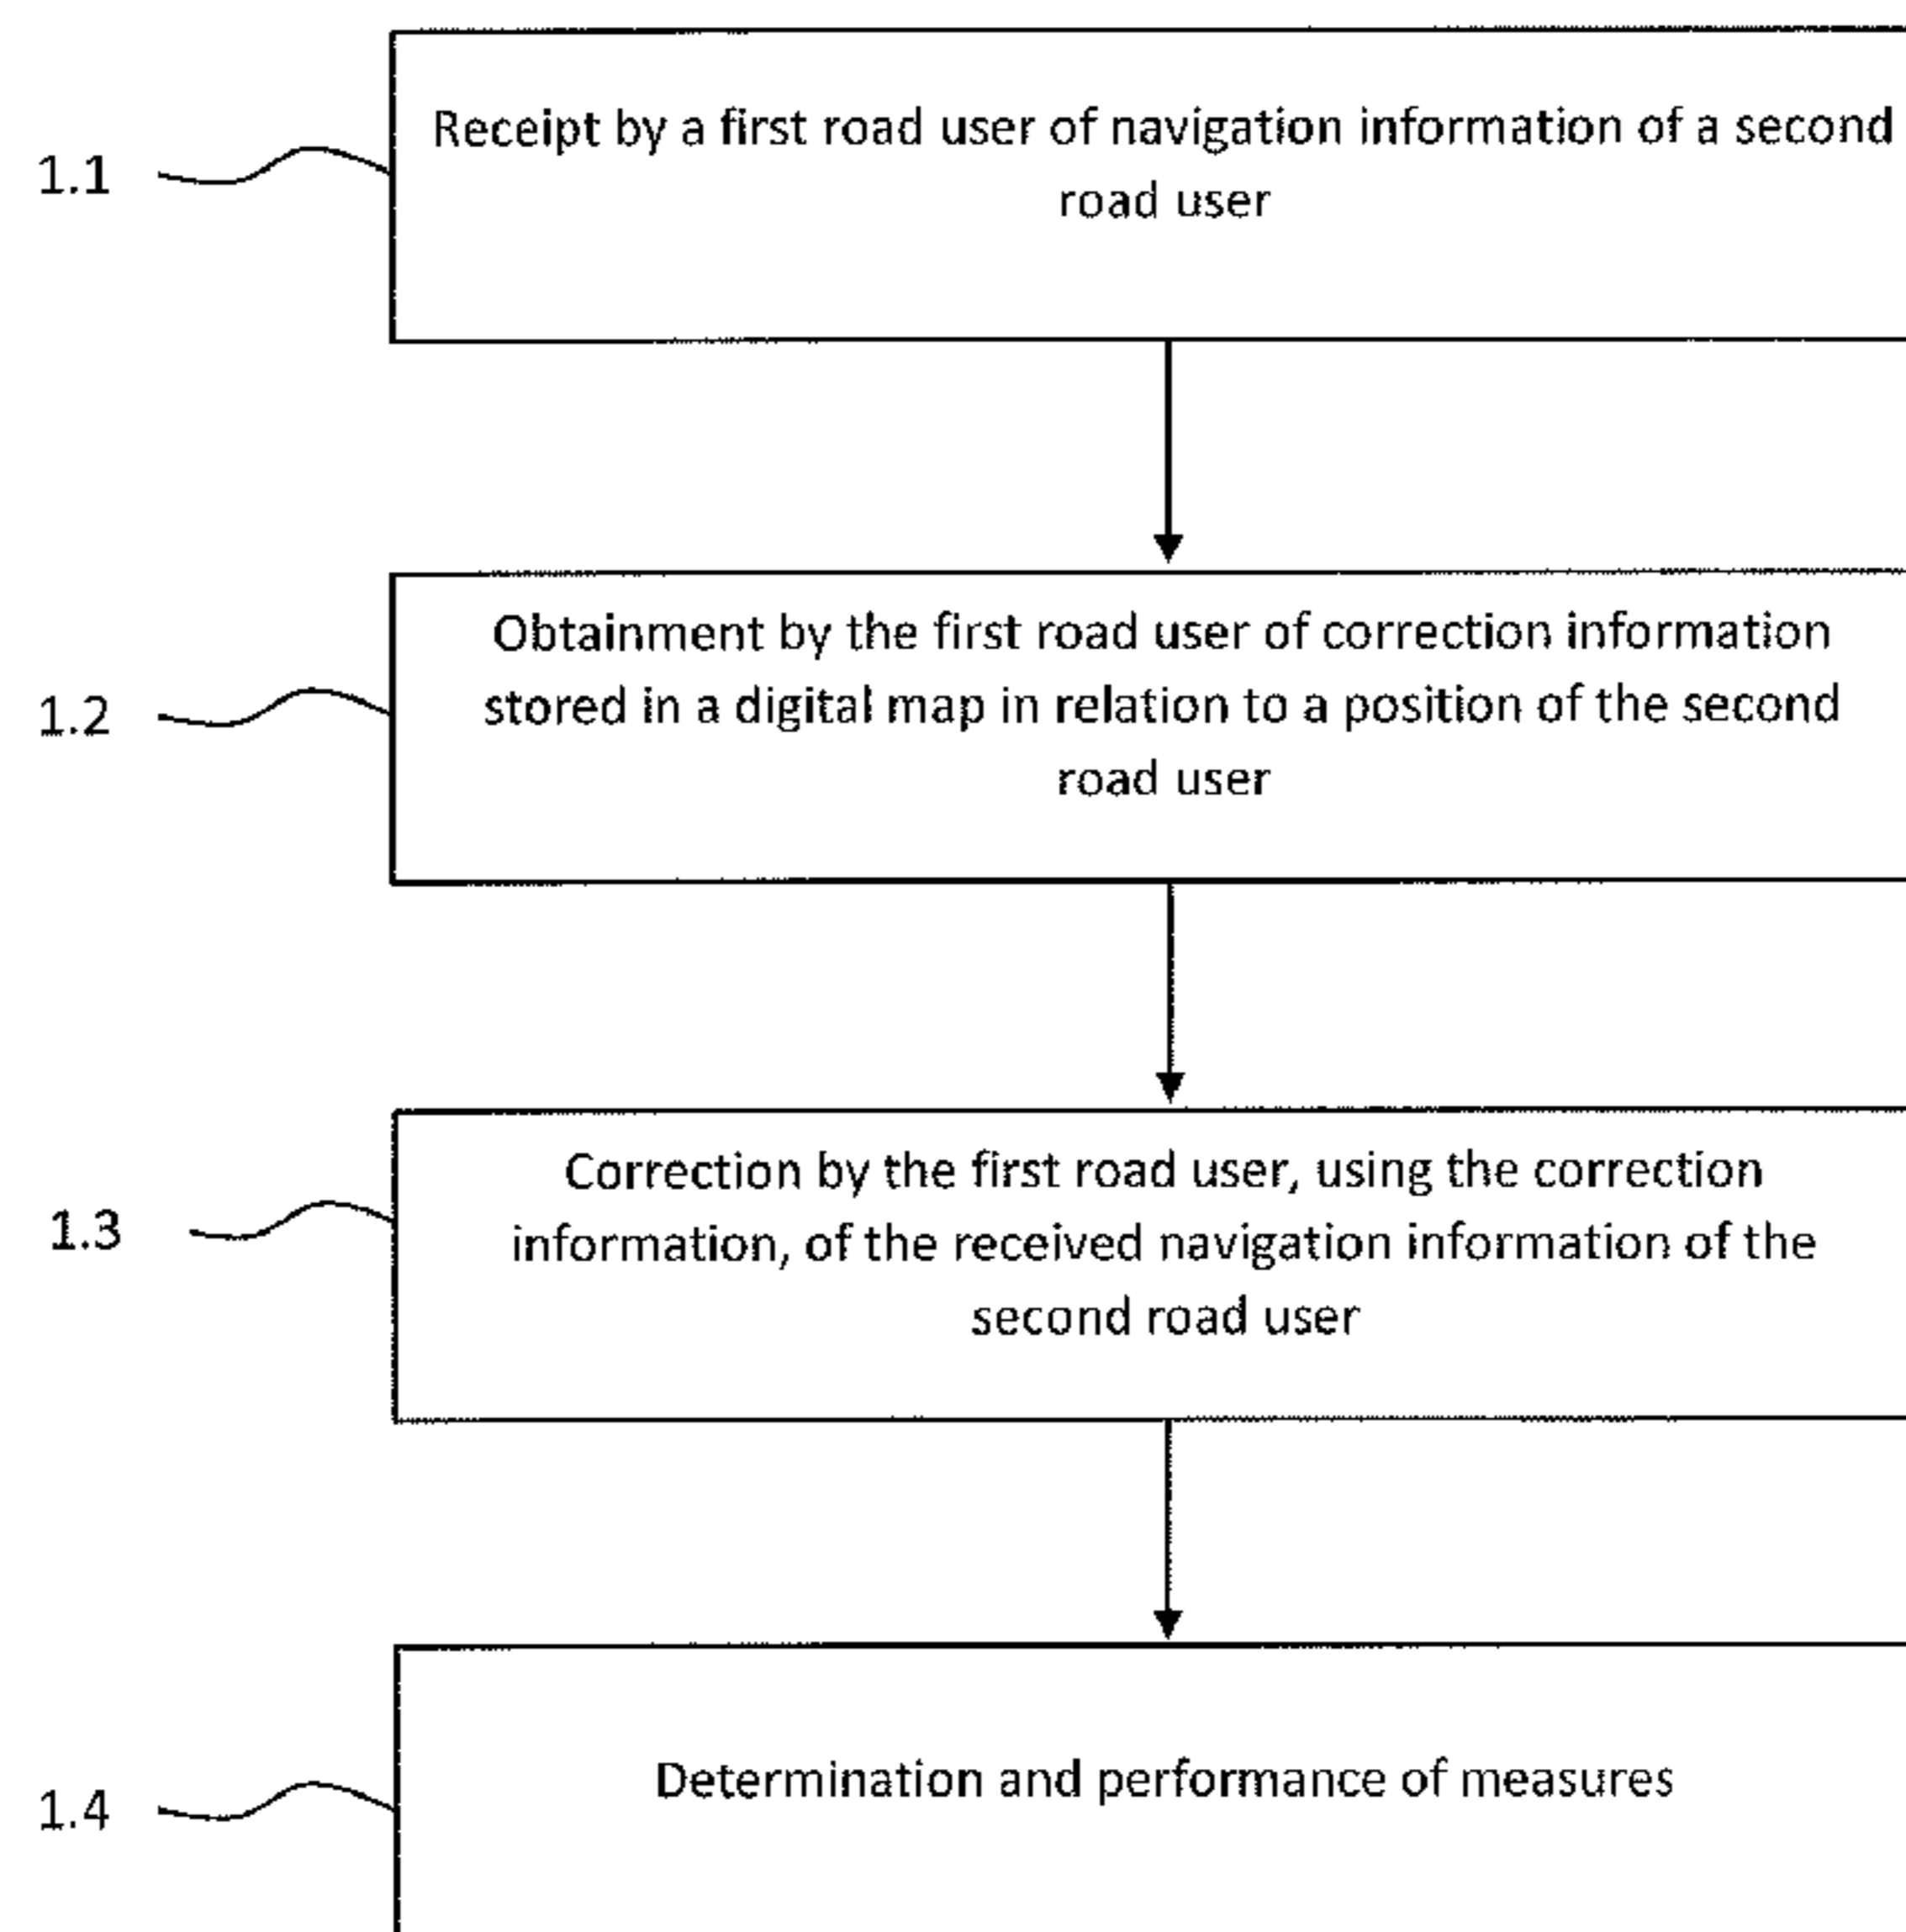 1.1
Receipt by a first road user of navigation information of a second
road user
1.2
Obtainment by the first road user of correction information
stored in a digital map in relation to a position of the second
road user
1.3
Correction by the first road user, using the correction
information, of the received navigation information of the
second road user
1.4
Determination and performance of measures